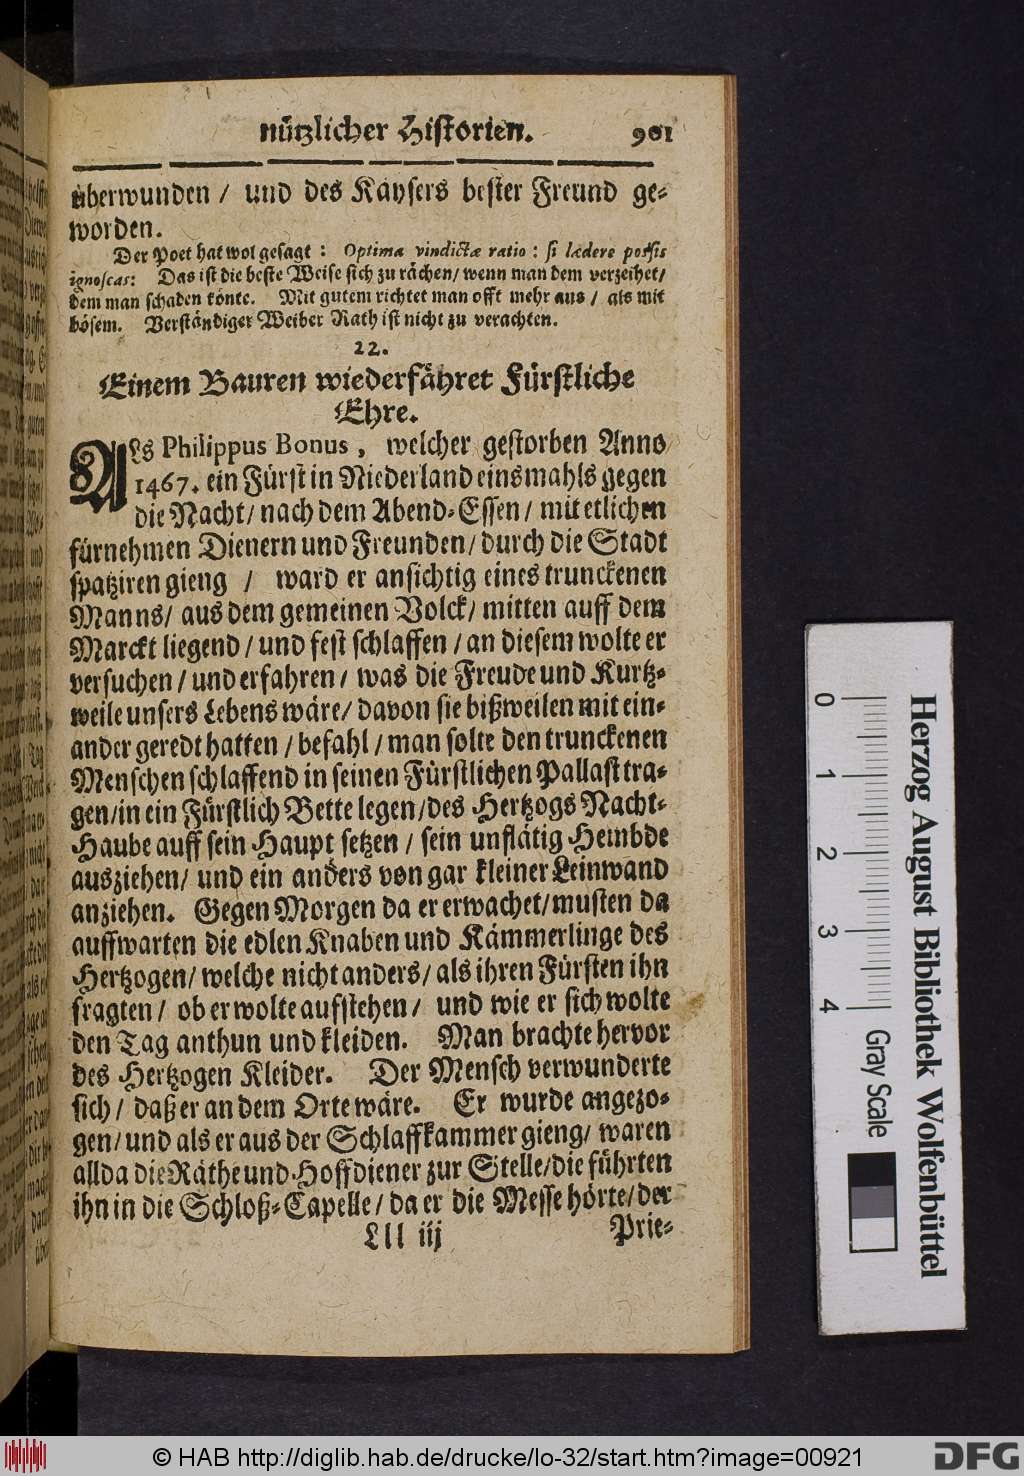 nützlicher Historien. 901
überwunden / und des Käysers bester Freund ge-
worden.
Der Poet hat wol gesagt : Optima vindictæ ratio : si lædere possis
ignoscas: Das ist die beste Weise sich zu rächen/ wenn man dem verzeihet/
dem man schaden könte. Mit gutem richtet man offt mehr aus / als mit
bösem. Verständiger Weiber Rath ist nicht zu verachten.
22.
Einem Bauren wiederfähret Fürstliche
Ehre.
Als Philippus Bonus, welcher gestorben Anno
1467. ein Fürst in Niederland einsmahls gegen
die Nacht/ nach dem Abend-Essen / mit etlichen
fürnehmen Dienern und Freunden/ durch die Stadt
spatziren gieng / ward er ansichtig eines trunckenen
Manns/ aus dem gemeinen Volck/ mitten auff dem
Marckt liegend / und fest schlaffen / an diesem wolte er
versuchen / und erfahren / was die Freude und Kurtz-
weile unsers Lebens wäre/ davon sie bißweilen mit ein-
ander geredt hatten / befahl / man solte den trunckenen
Menschen schlaffend in seinen Fürstlichen Pallast tra-
gen/ in ein Fürstlich Bette legen/ des Hertzogs Nacht-
Haube auff sein Haupt setzen / sein unflätig Hembde
ausziehen/ und ein anders von gar kleiner Leinwand
anziehen. Gegen Morgen da er erwachet/ musten da
auffwarten die edlen Knaben und Kämmerlinge des
Hertzogen/ welche nicht anders/ als ihren Fürsten ihn
fragten / ob er wolte aufstehen / und wie er sich wolte
den Tag anthun und kleiden. Man brachte hervor
des Hertzogen Kleider. Der Mensch verwunderte
sich / daß er an dem Orte wäre. Er wurde angezo-
gen/ und als er aus der Schlaffkammer gieng/ waren
allda die Räthe und Hoffdiener zur Stelle/ die führten
ihn in die Schloß-Capelle / da er die Messe hörte/ der
Lll iij Prie-
Herzog August Bibliothek Wolfenbüttel
0 1 2 3 4 Gray Scale
© HAB http://diglib.hab.de/drucke/lo-32/start.htm?image=00921
DFG